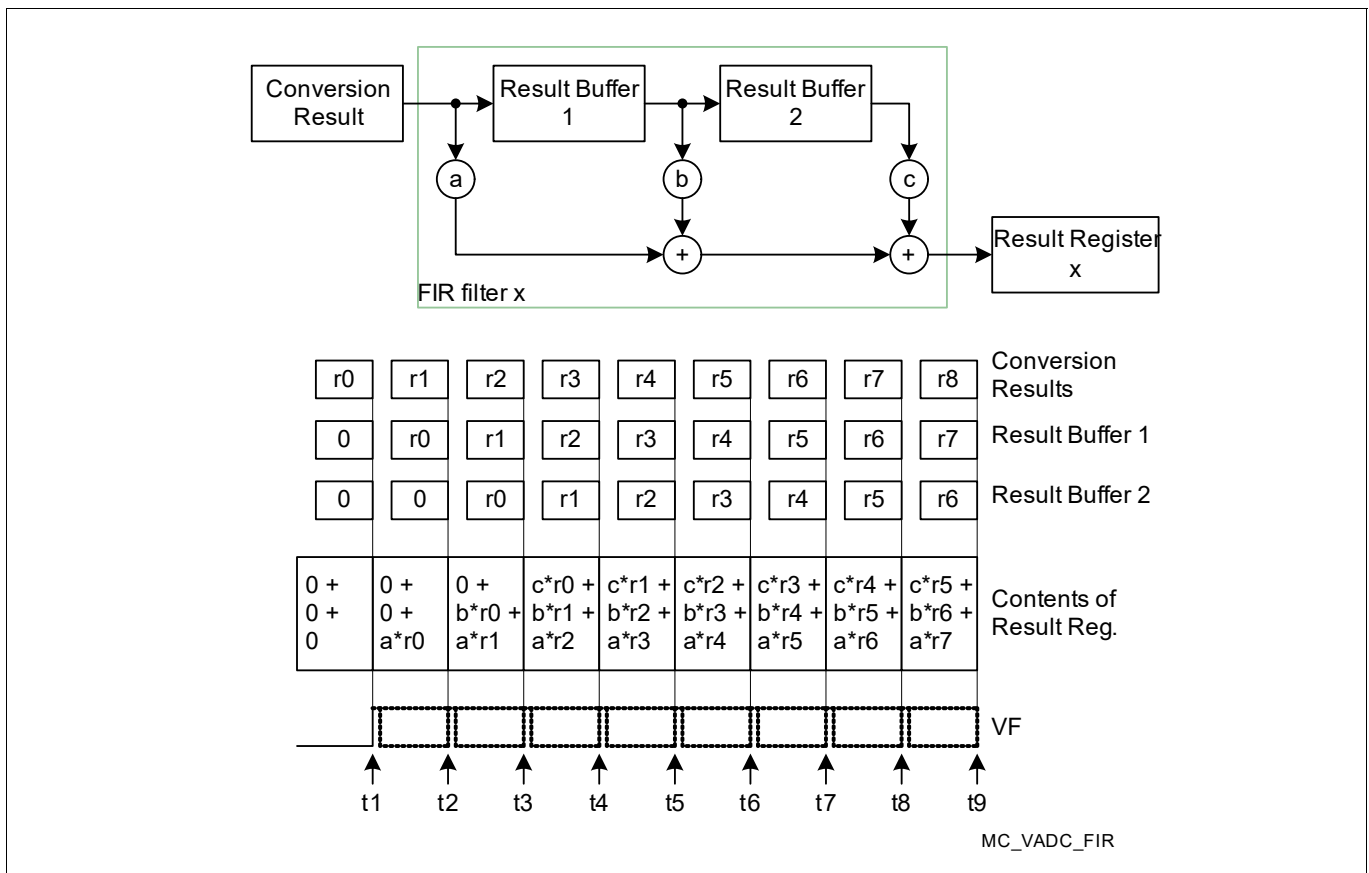 Conversion
Result
Result Buffer
1
Result Buffer
2
a
b
c
+
+
Result Register
x
FIR filter x
r0 r1 r2 r3 r4 r5 r6 r7 r8
Conversion
Results
0 r0 r1 r2 r3 r4 r5 r6 r7
Result Buffer 1
0 0 r0 r1 r2 r3 r4 r5 r6
Result Buffer 2
0 + 0 + 0 + c*r0 + c*r1 + c*r2 + c*r3 + c*r4 + c*r5 +
0 + 0 + b*r0 + b*r1 + b*r2 + b*r3 + b*r4 + b*r5 + b*r6 +
0 a*r0 a*r1 a*r2 a*r3 a*r4 a*r5 a*r6 a*r7
Contents of
Result Reg.
VF
t1 t2 t3 t4 t5 t6 t7 t8 t9
MC_VADC_FIR